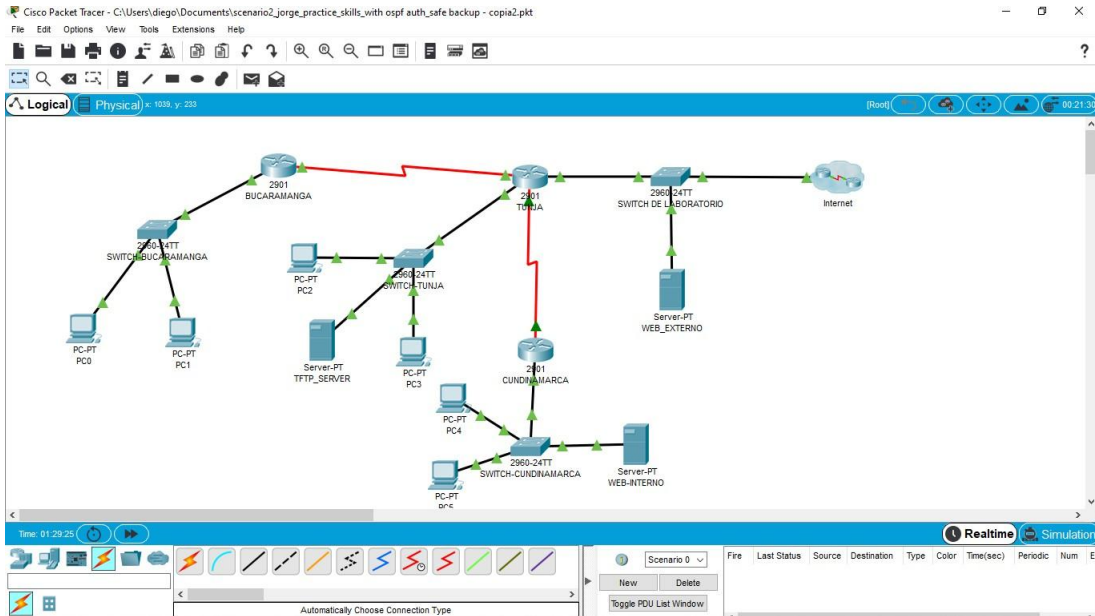 Cisco Packet Tracer - C:\Users\diego\Documents\scenario2_jorge_practice_skills_with ospf auth_safe backup - copia2.pkt
File Edit Options View Tools Extensions Help
?
Logical Physical x: 1039, y: 233 [Root] 00:21:30
2901
BUCARAMANGA
2901
TUNJA
2960-24TT
SWITCH DE LABORATORIO
Internet
2960-24TT
SWITCH-BUCARAMANGA
PC-PT
PC2
2960-24TT
SWITCH-TUNJA
Server-PT
WEB_EXTERNO
PC-PT
PC0
PC-PT
PC1
Server-PT
TFTP_SERVER
PC-PT
PC3
2901
CUNDINAMARCA
PC-PT
PC4
2960-24TT
SWITCH-CUNDINAMARCA
Server-PT
WEB-INTERNO
PC-PT
PC5
Time: 01:29:25 Realtime Simulation
Scenario 0
New Delete
Toggle PDU List Window
Fire Last Status Source Destination Type Color Time(sec) Periodic Num E
Automatically Choose Connection Type